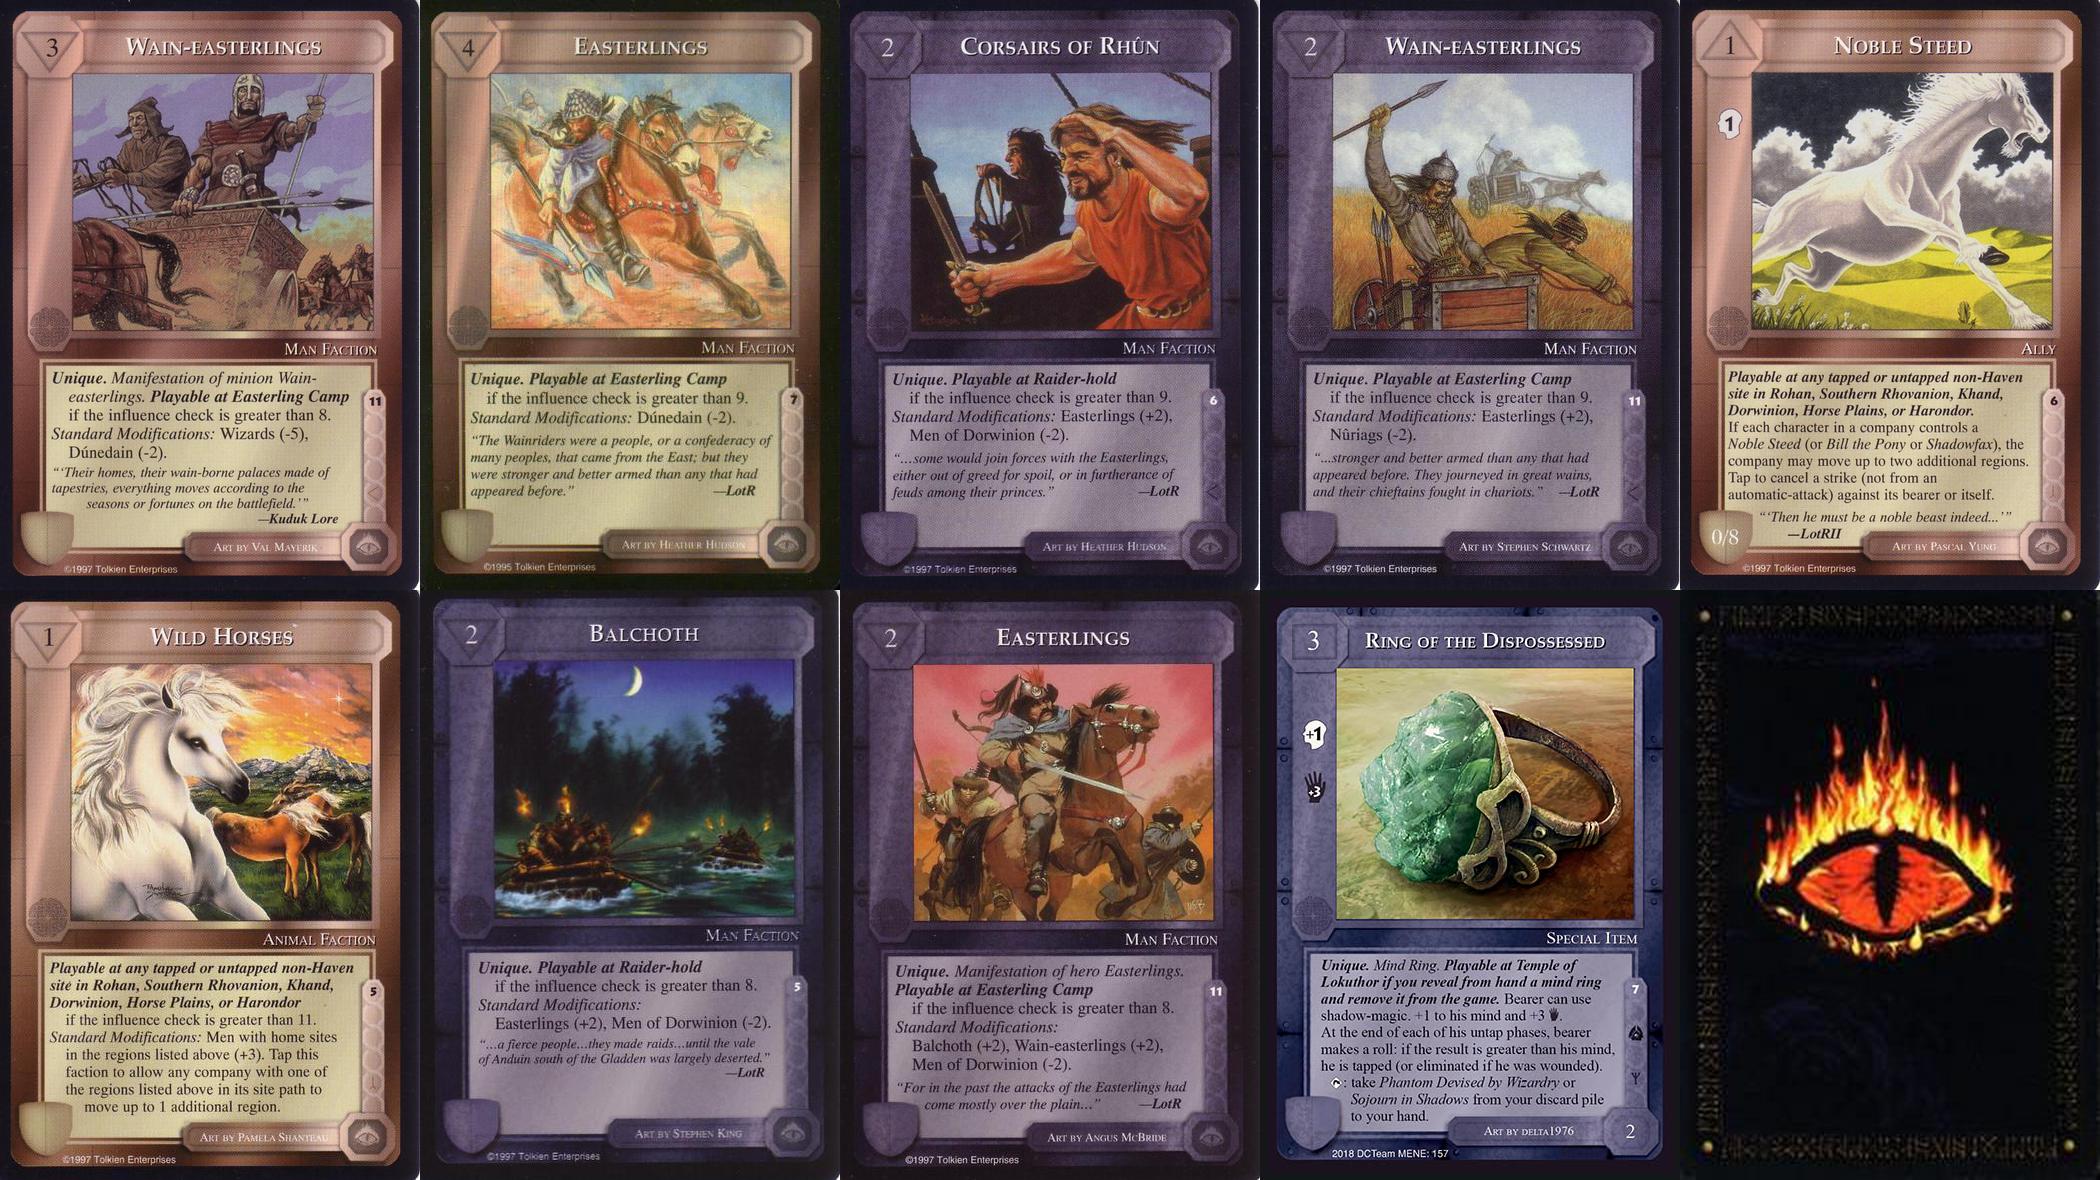 3
WAIN-EASTERLINGS
MAN FACTION
Unique. Manifestation of minion Wain-
easterlings. Playable at Easterling Camp
if the influence check is greater than 8.
Standard Modifications: Wizards (-5),
Dúnedain (-2).
“‘Their homes, their wain-borne palaces made of
tapestries, everything moves according to the
seasons or fortunes on the battlefield.’”
—Kuduk Lore
11
ART BY VAL MAYERIK
©1997 Tolkien Enterprises
4
EASTERLINGS
MAN FACTION
Unique. Playable at Easterling Camp
if the influence check is greater than 9.
Standard Modifications: Dúnedain (-2).
“The Wainriders were a people, or a confederacy of
many peoples, that came from the East; but they
were stronger and better armed than any that had
appeared before.” —LotR
7
ART BY HEATHER HUDSON
©1995 Tolkien Enterprises
2
CORSAIRS OF RHÛN
MAN FACTION
Unique. Playable at Raider-hold
if the influence check is greater than 9.
Standard Modifications: Easterlings (+2),
Men of Dorwinion (-2).
“...some would join forces with the Easterlings,
either out of greed for spoil, or in furtherance of
feuds among their princes.” —LotR
6
ART BY HEATHER HUDSON
©1997 Tolkien Enterprises
2
WAIN-EASTERLINGS
MAN FACTION
Unique. Playable at Easterling Camp
if the influence check is greater than 9.
Standard Modifications: Easterlings (+2),
Nûriags (-2).
“...stronger and better armed than any that had
appeared before. They journeyed in great wains,
and their chieftains fought in chariots.” —LotR
11
ART BY STEPHEN SCHWARTZ
©1997 Tolkien Enterprises
1
NOBLE STEED
1
ALLY
Playable at any tapped or untapped non-Haven
site in Rohan, Southern Rhovanion, Khand,
Dorwinion, Horse Plains, or Harondor.
If each character in a company controls a
Noble Steed (or Bill the Pony or Shadowfax), the
company may move up to two additional regions.
Tap to cancel a strike (not from an
automatic-attack) against its bearer or itself.
“‘Then he must be a noble beast indeed...’”
—LotRII
6
0/8
ART BY PASCAL YUNG
©1997 Tolkien Enterprises
1
WILD HORSES
ANIMAL FACTION
Playable at any tapped or untapped non-Haven
site in Rohan, Southern Rhovanion, Khand,
Dorwinion, Horse Plains, or Harondor
if the influence check is greater than 11.
Standard Modifications: Men with home sites
in the regions listed above (+3). Tap this
faction to allow any company with one of
the regions listed above in its site path to
move up to 1 additional region.
5
ART BY PAMELA SHANTEAU
©1997 Tolkien Enterprises
2
BALCHOTH
MAN FACTION
Unique. Playable at Raider-hold
if the influence check is greater than 8.
Standard Modifications:
Easterlings (+2), Men of Dorwinion (-2).
“...a fierce people...they made raids...until the vale
of Anduin south of the Gladden was largely deserted.”
—LotR
5
ART BY STEPHEN KING
©1997 Tolkien Enterprises
2
EASTERLINGS
MAN FACTION
Unique. Manifestation of hero Easterlings.
Playable at Easterling Camp
if the influence check is greater than 8.
Standard Modifications:
Balchoth (+2), Wain-easterlings (+2),
Men of Dorwinion (-2).
“For in the past the attacks of the Easterlings had
come mostly over the plain...” —LotR
11
ART BY ANGUS MCBRIDE
©1997 Tolkien Enterprises
3
RING OF THE DISPOSSESSED
+1
+3
SPECIAL ITEM
Unique. Mind Ring. Playable at Temple of
Lokuthor if you reveal from hand a mind ring
and remove it from the game. Bearer can use
shadow-magic. +1 to his mind and +3 .
At the end of each of his untap phases, bearer
makes a roll: if the result is greater than his mind,
he is tapped (or eliminated if he was wounded).
: take Phantom Devised by Wizardry or
Sojourn in Shadows from your discard pile
to your hand.
7
ART BY DELTA1976
2
2018 DCTeam MENE: 157